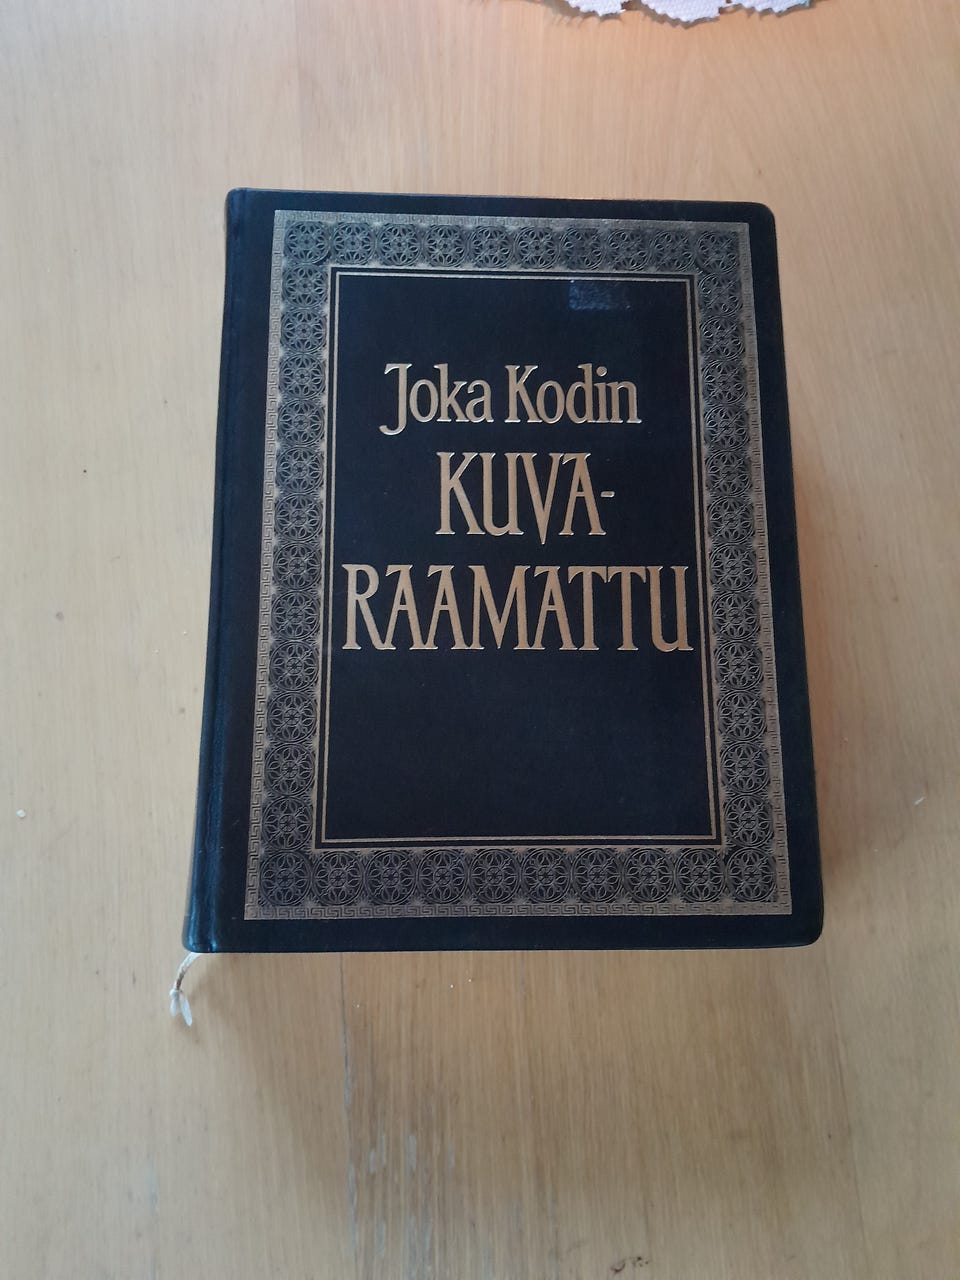 Joka Kodin
KUVA-
RAAMATTU